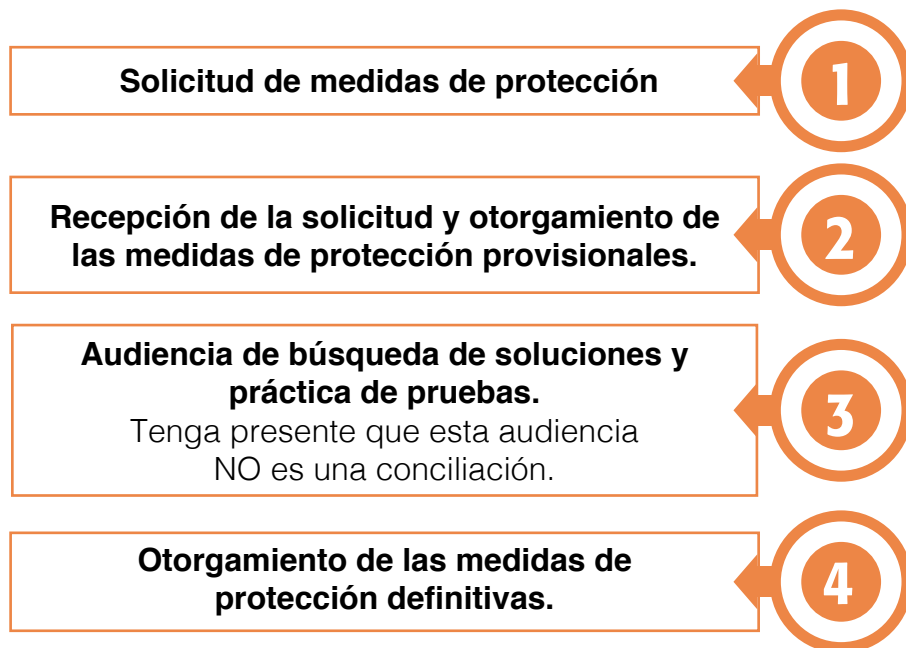 Solicitud de medidas de protección
1
Recepción de la solicitud y otorgamiento de
las medidas de protección provisionales.
2
Audiencia de búsqueda de soluciones y
práctica de pruebas.
Tenga presente que esta audiencia
NO es una conciliación.
3
Otorgamiento de las medidas de
protección definitivas.
4